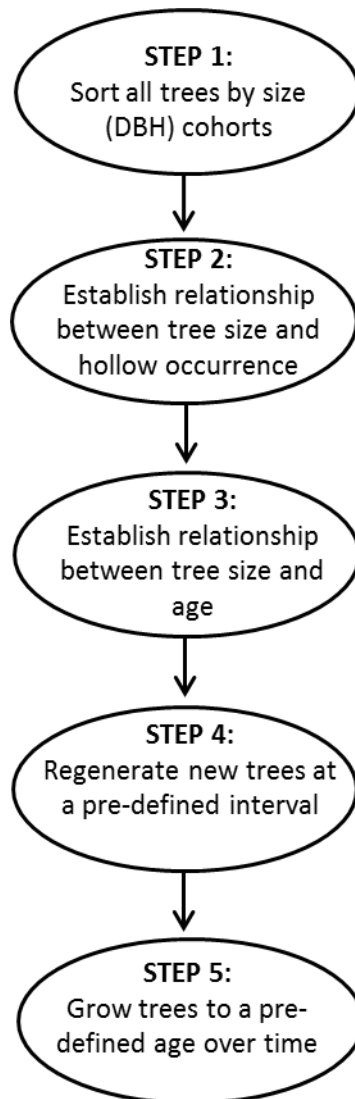 STEP 1:
Sort all trees by size
(DBH) cohorts
STEP 2:
Establish relationship
between tree size and
hollow occurrence
STEP 3:
Establish relationship
between tree size and
age
STEP 4:
Regenerate new trees at
a pre-defined interval
STEP 5:
Grow trees to a pre-
defined age over time